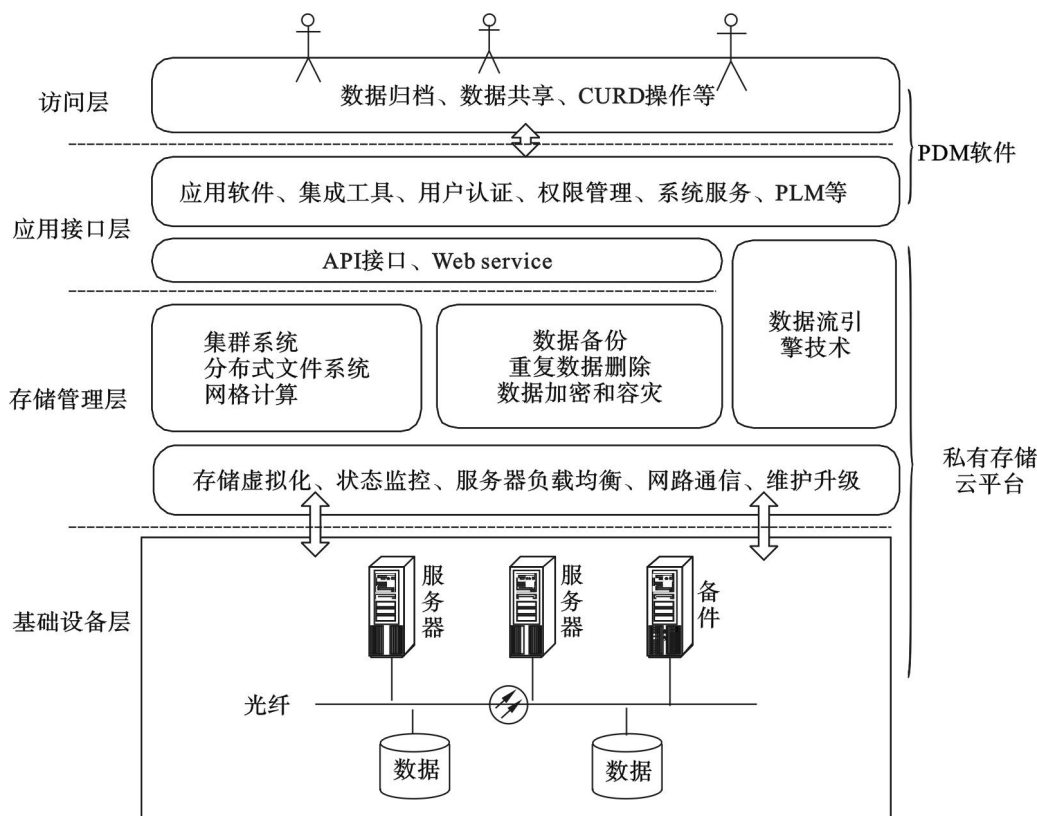 访问层
数据归档、数据共享、CURD操作等
PDM软件
应用软件、集成工具、用户认证、权限管理、系统服务、PLM等
应用接口层
API接口、Web service
数据流引
擎技术
集群系统
分布式文件系统
网格计算
数据备份
重复数据删除
数据加密和容灾
存储管理层
私有存储
云平台
存储虚拟化、状态监控、服务器负载均衡、网路通信、维护升级
基础设备层
服务器
服务器
备件
光纤
数据
数据